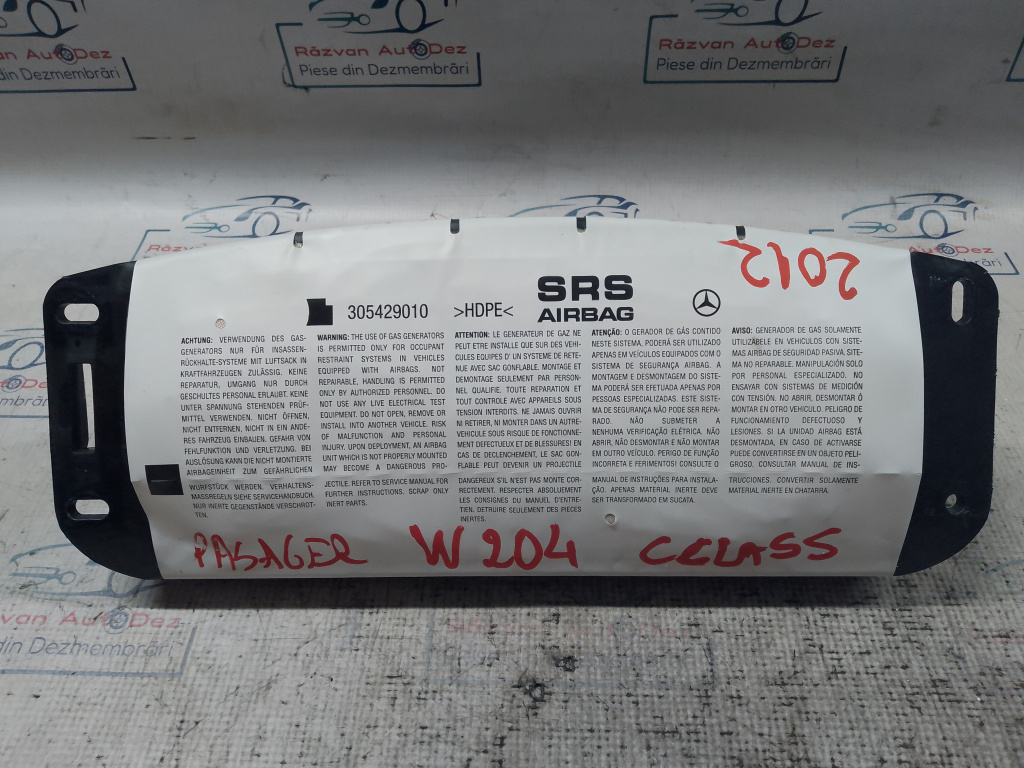 Răzvan AutoDez
Piese din Dezmembrări
Răzvan AutoDez
Piese din Dezmembrări
Răzvan AutoDez
Piese din Dezmembrări
305429010 >HDPE< SRS
AIRBAG
2012
ACHTUNG: VERWENDUNG DES GAS-
GENERATORS NUR FÜR INSASSEN-
RÜCKHALTE-SYSTEME MIT LUFTSACK IN
KRAFTFAHRZEUGEN ZULÄSSIG. KEINE
REPARATUR, UMGANG NUR DURCH
GESCHULTES PERSONAL ERLAUBT. KEINE
UNTER SPANNUNG STEHENDE PRÜF-
MITTEL VERWENDEN. NICHT ÖFFNEN,
NICHT ENTFERNEN, NICHT IN EIN ANDE-
RES FAHRZEUG EINBAUEN. GEFAHR VON
FEHLFUNKTION UND VERLETZUNG. BEI
AUSLÖSUNG KANN DIE NICHT MONTIERTE
AIRBAGEINHEIT ZUM GEFÄHRLICHEN
WURFSTÜCK WERDEN. VERHALTENS-
MASSREGELN SIEHE SERVICEHANDBUCH.
NUR INERTE GEGENSTÄNDE VERSCHROT-
TEN.
WARNING: THE USE OF GAS GENERATORS
IS PERMITTED ONLY FOR OCCUPANT
RESTRAINT SYSTEMS IN VEHICLES
EQUIPPED WITH AIRBAGS. NOT
REPAIRABLE, HANDLING IS PERMITTED
ONLY BY AUTHORIZED PERSONNEL. DO
NOT USE ANY LIVE ELECTRICAL TEST
EQUIPMENT. DO NOT OPEN, REMOVE OR
INSTALL INTO ANOTHER VEHICLE. RISK
OF MALFUNCTION AND PERSONAL
INJURY. UPON DEPLOYMENT, AN AIRBAG
UNIT WHICH IS NOT PROPERLY MOUNTED
MAY BECOME A DANGEROUS PRO-
JECTILE. REFER TO SERVICE MANUAL FOR
FURTHER INSTRUCTIONS. SCRAP ONLY
INERT PARTS.
ATTENTION: LE GENERATEUR DE GAZ NE
PEUT ETRE INSTALLE QUE SUR DES VEHI-
CULES EQUIPES D' UN SYSTEME DE RETE-
NUE AVEC SAC GONFLABLE. MONTAGE ET
DEMONTAGE SEULEMENT PAR PERSON-
NEL QUALIFIE. TOUTE REPARATION ET
TOUT CONTROLE AVEC APPAREILS SOUS
TENSION INTERDITS. NE JAMAIS OUVRIR
NI RETIRER, NI MONTER DANS UN AUTRE-
VEHICULE SOUS RISQUE DE FONCTIONNE-
MENT DEFECTUEUX ET DE BLESSURES! EN
CAS DE DECLENCHEMENT, LE SAC GON-
FLABLE PEUT DEVENIR UN PROJECTILE
DANGEREUX S'IL N'EST PAS MONTE COR-
RECTEMENT. RESPECTER ABSOLUMENT
LES CONSIGNES DU MANUEL D'ENTRE-
TIEN. DETRUIRE SEULEMENT DES PIECES
INERTES.
ATENÇÃO: O GERADOR DE GÁS CONTIDO
NESTE SISTEMA, PODERÁ SER UTILIZADO
APENAS EM VEÍCULOS EQUIPADOS COM O
SISTEMA DE SEGURANÇA AIRBAG. A
MONTAGEM E DESMONTAGEM DO SISTE-
MA PODERÁ SER EFETUADA APENAS POR
PESSOAS ESPECIALIZADAS. ESTE SISTE-
MA DE SEGURANÇA NÃO PODE SER REPA-
RADO. NÃO SUBMETER A
NENHUMA VERIFICAÇÃO ELÉTRICA. NÃO
ABRIR, NÃO DESMONTAR E NÃO MONTAR
EM OUTRO VEÍCULO. PERIGO DE FUNÇÃO
INCORRETA E FERIMENTOS! CONSULTE O
MANUAL DE INSTRUÇÕES PARA INSTALA-
ÇÃO. APENAS MATERIAL INERTE DEVE
SER TRANSFORMADO EM SUCATA.
AVISO: GENERADOR DE GAS SOLAMENTE
UTILIZÁBELE EN VEHICULOS CON SISTE-
MAS AIRBAG DE SEGURIDAD PASIVA. SITE-
MA NO REPARABLE. MANIPULACIÓN SOLO
POR PERSONAL ESPECIALIZADO. NO
ENSAYAR CON SISTEMAS DE MEDICIÓN
CON TENSIÓN. NO ABRIR, DESMONTAR Ó
MONTAR EN OTRO VEHICULO. PELIGRO DE
FUNCIONAMIENTO DEFECTUOSO Y
LESIONES. SI LA UNIDAD AIRBAG ESTÁ
DESMONTADA, EN CASO DE ACTIVARSE
PUEDE CONVERTIRSE EN UN OBJETO PELI-
GROSO. CONSULTAR MANUAL DE INS-
TRUCCIONES. CONVERTIR SOLAMENTE
MATERIAL INERTE EN CHATARRA.
PASAGER W204 CCLASS
Răzvan AutoDez
Piese din Dezmembrări